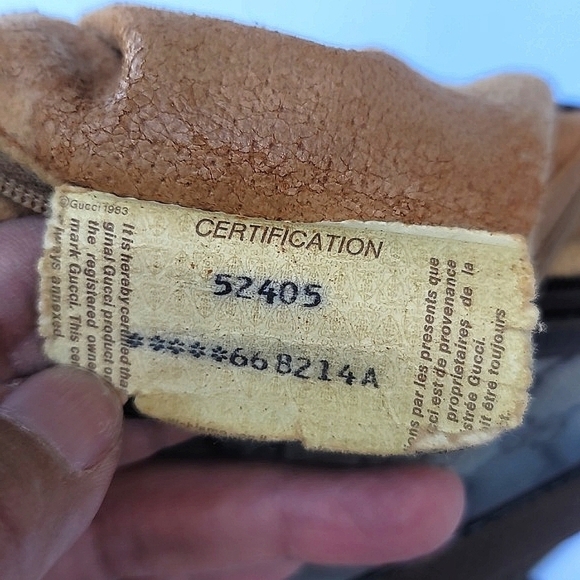 ©Gucci 1983
It is hereby certified tha
ginal Gucci product o
the registered owne
mark Gucci. This ce
ways annexed.
CERTIFICATION
52405
*****668214A
ons par les presents que
ci est de provenance
proprietaires de la
strée Gucci.
it être toujours
t.